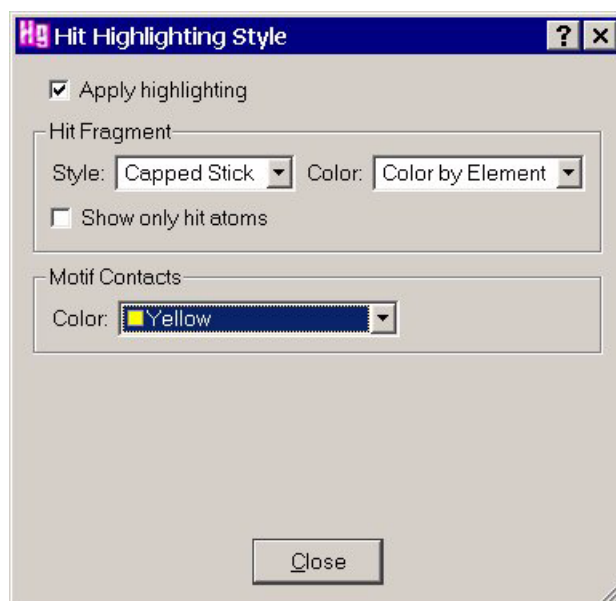 Hg Hit Highlighting Style ? ×
Apply highlighting
Hit Fragment
Style: Capped Stick Color: Color by Element
Show only hit atoms
Motif Contacts
Color: Yellow
Close